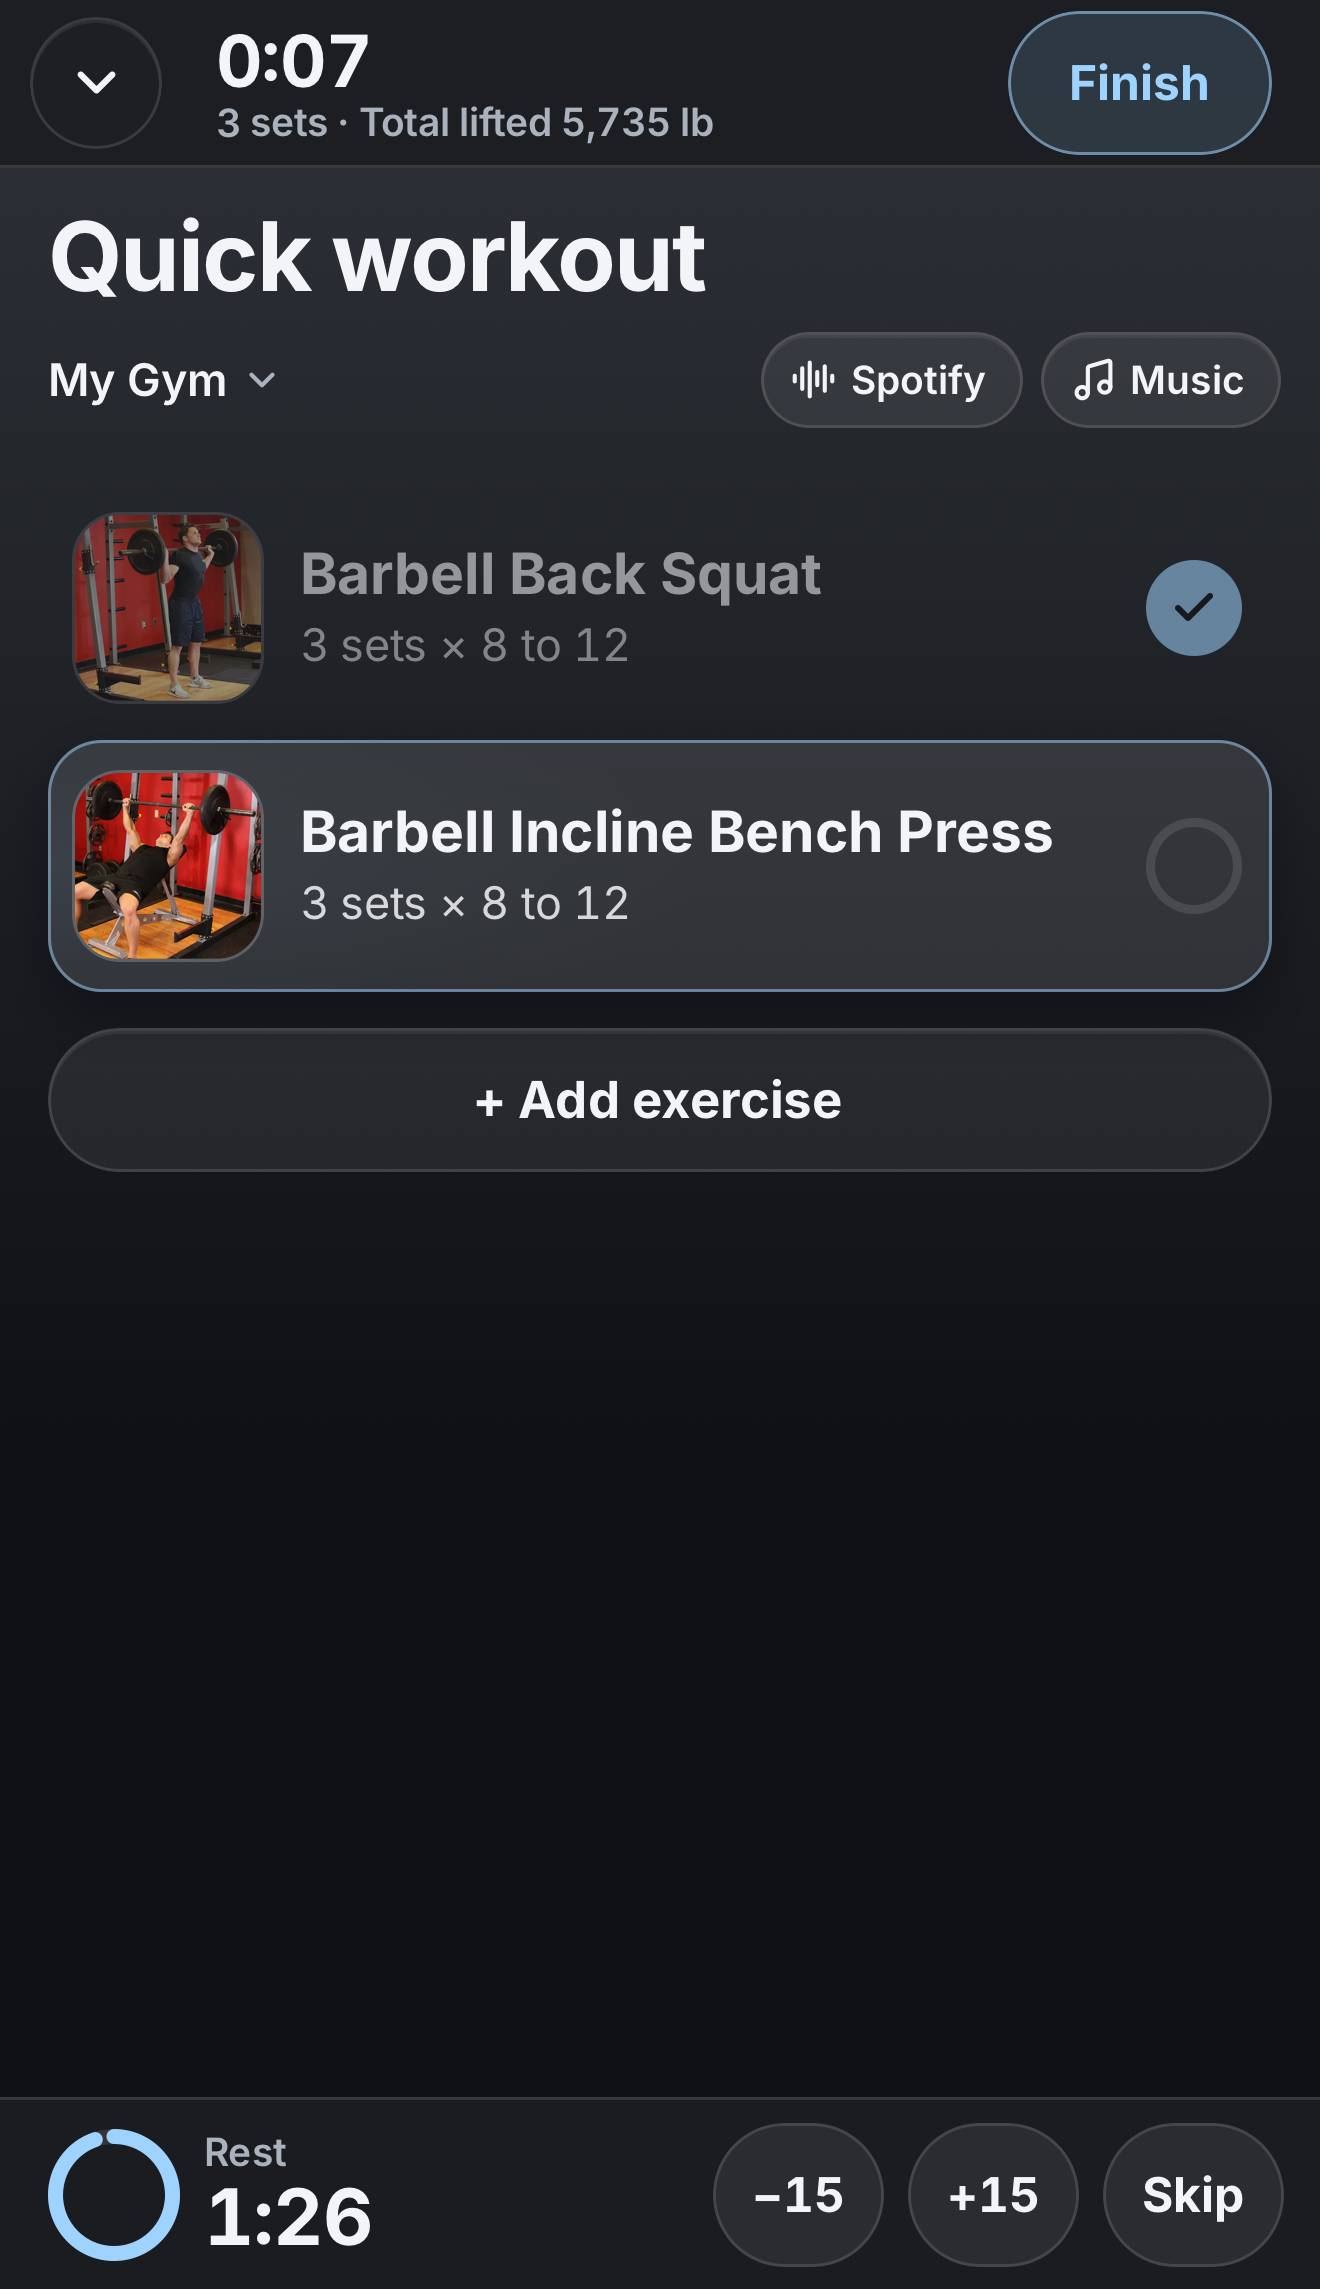 0:07
3 sets · Total lifted 5,735 lb
Finish
Quick workout
My Gym
Spotify
Music
Barbell Back Squat
3 sets × 8 to 12
Barbell Incline Bench Press
3 sets × 8 to 12
+ Add exercise
Rest
1:26
−15
+15
Skip